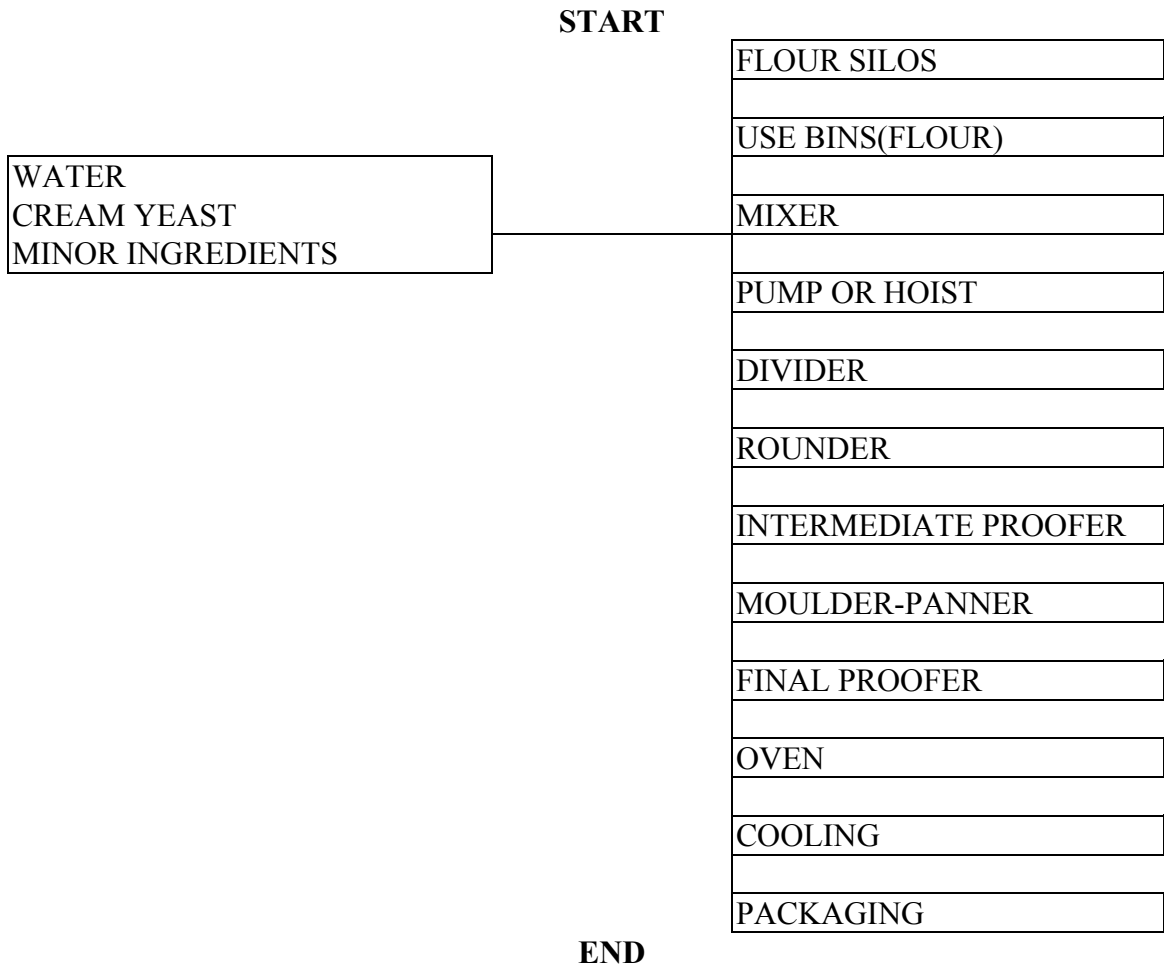 START
FLOUR SILOS
USE BINS(FLOUR)
WATER
CREAM YEAST
MINOR INGREDIENTS
MIXER
PUMP OR HOIST
DIVIDER
ROUNDER
INTERMEDIATE PROOFER
MOULDER-PANNER
FINAL PROOFER
OVEN
COOLING
PACKAGING
END